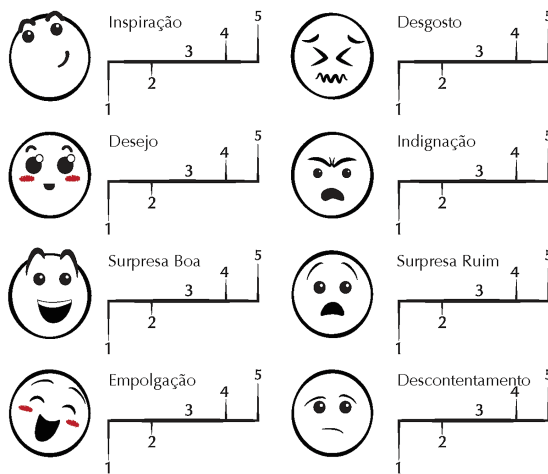 Inspiração
1 2 3 4 5
Desgosto
1 2 3 4 5
Desejo
1 2 3 4 5
Indignação
1 2 3 4 5
Surpresa Boa
1 2 3 4 5
Surpresa Ruim
1 2 3 4 5
Empolgação
1 2 3 4 5
Descontentamento
1 2 3 4 5